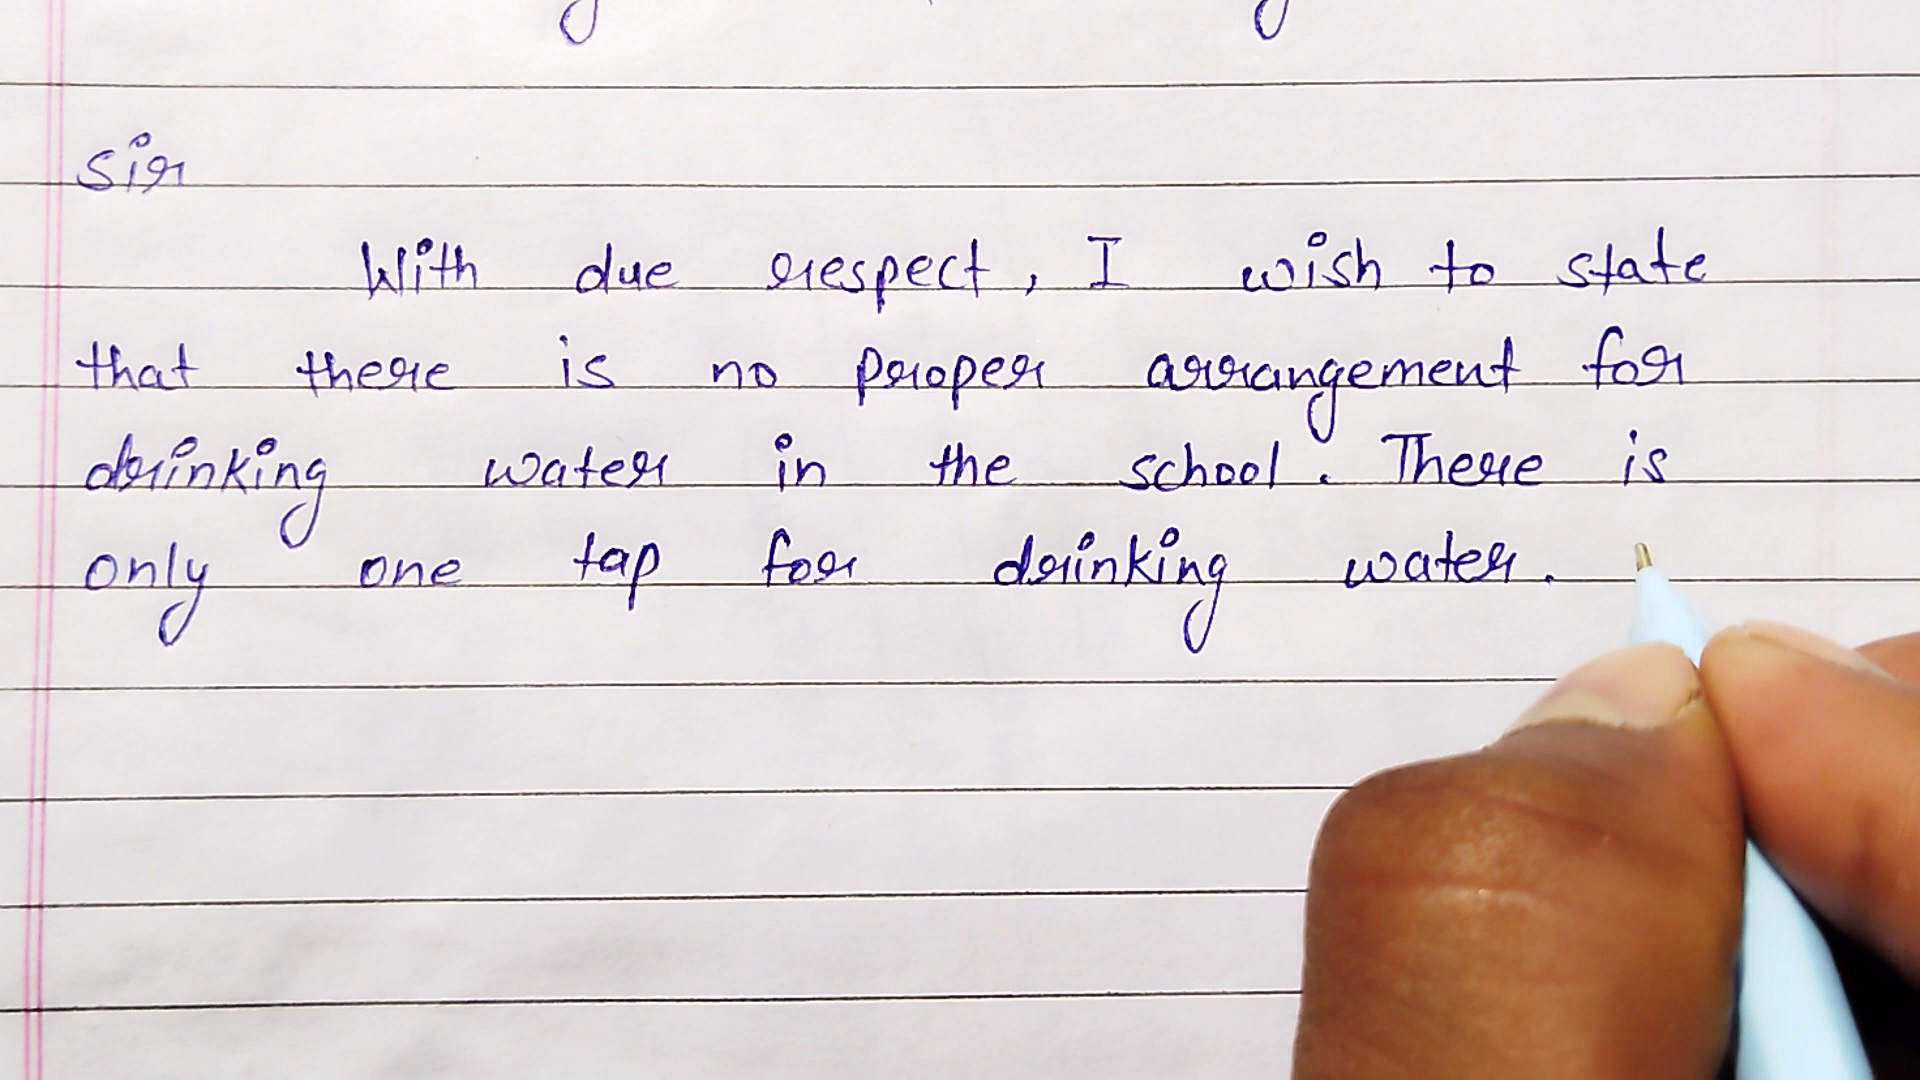 Sir
With due respect, I wish to state
that there is no proper arrangement for
drinking water in the school. There is
only one tap for drinking water.